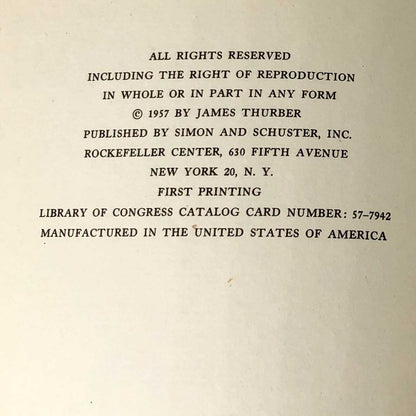 ALL RIGHTS RESERVED
INCLUDING THE RIGHT OF REPRODUCTION
IN WHOLE OR IN PART IN ANY FORM
© 1957 BY JAMES THURBER
PUBLISHED BY SIMON AND SCHUSTER, INC.
ROCKEFELLER CENTER, 630 FIFTH AVENUE
NEW YORK 20, N. Y.
FIRST PRINTING
LIBRARY OF CONGRESS CATALOG CARD NUMBER: 57-7942
MANUFACTURED IN THE UNITED STATES OF AMERICA